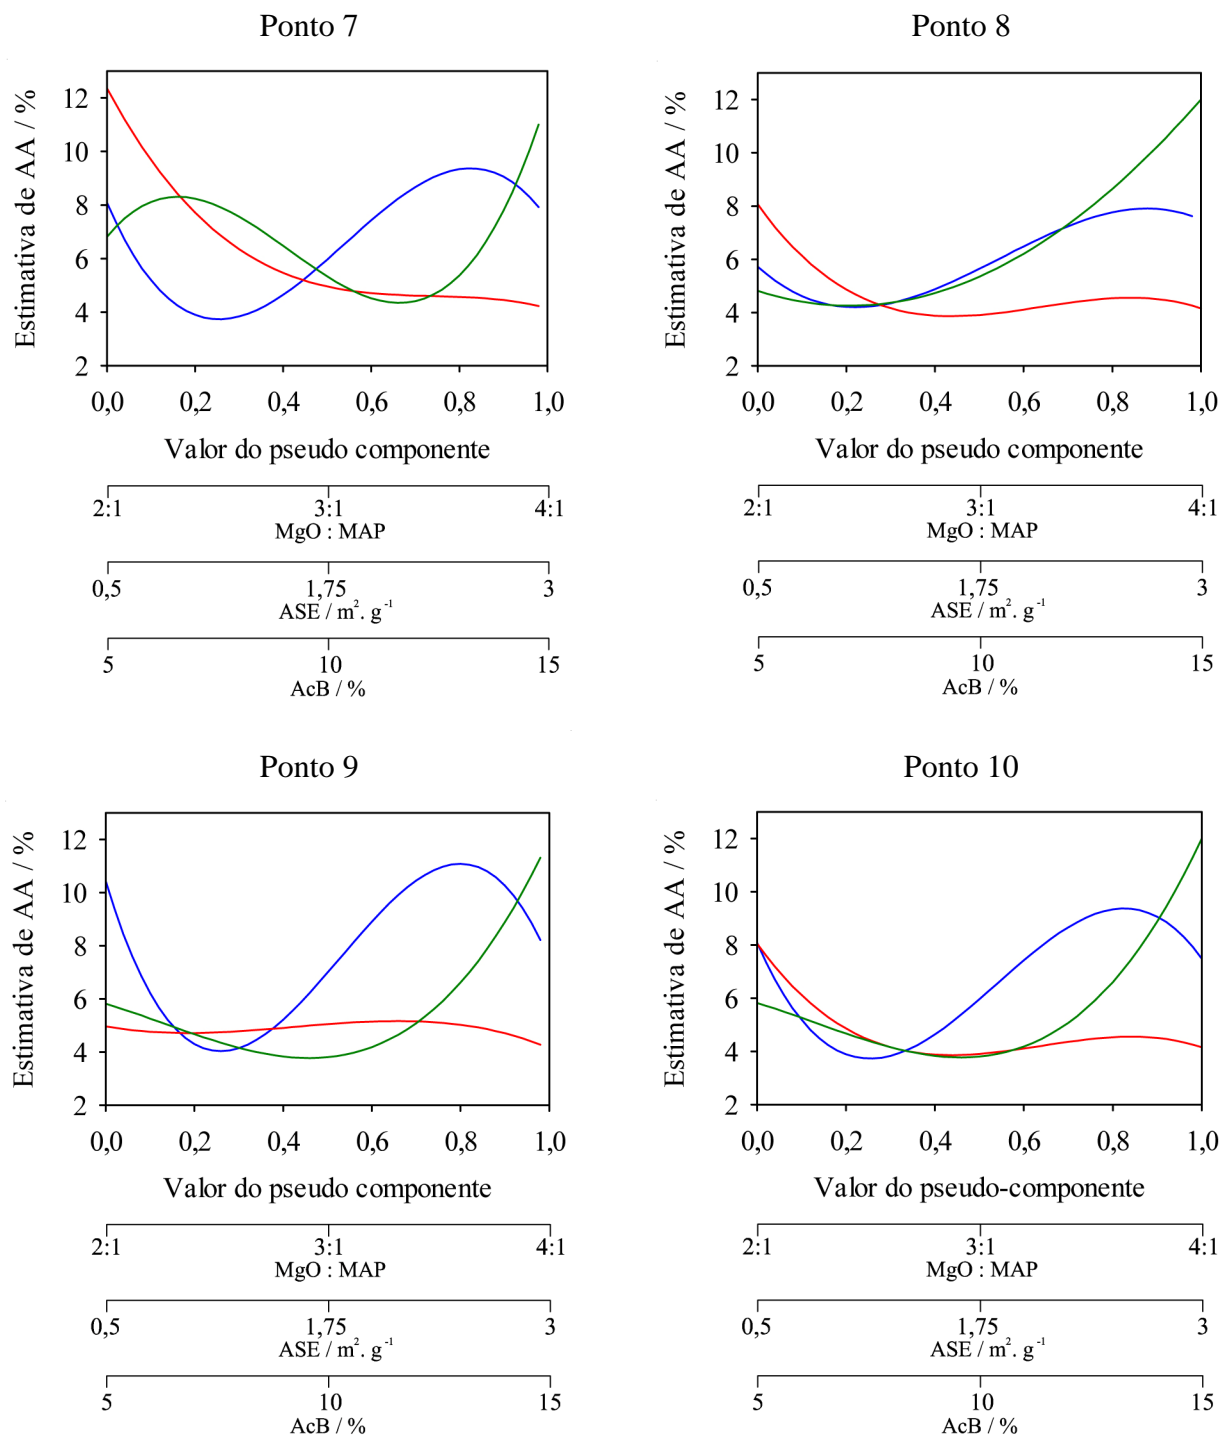 Ponto 7
Estimativa de AA / %
12
10
8
6
4
2
0,0 0,2 0,4 0,6 0,8 1,0
Valor do pseudo componente
2:1 3:1 4:1
MgO : MAP
0,5 1,75 3
ASE / m². g⁻¹
5 10 15
AcB / %
Ponto 8
Estimativa de AA / %
12
10
8
6
4
2
0,0 0,2 0,4 0,6 0,8 1,0
Valor do pseudo componente
2:1 3:1 4:1
MgO : MAP
0,5 1,75 3
ASE / m². g⁻¹
5 10 15
AcB / %
Ponto 9
Estimativa de AA / %
12
10
8
6
4
2
0,0 0,2 0,4 0,6 0,8 1,0
Valor do pseudo componente
2:1 3:1 4:1
MgO : MAP
0,5 1,75 3
ASE / m². g⁻¹
5 10 15
AcB / %
Ponto 10
Estimativa de AA / %
12
10
8
6
4
2
0,0 0,2 0,4 0,6 0,8 1,0
Valor do pseudo-componente
2:1 3:1 4:1
MgO : MAP
0,5 1,75 3
ASE / m². g⁻¹
5 10 15
AcB / %